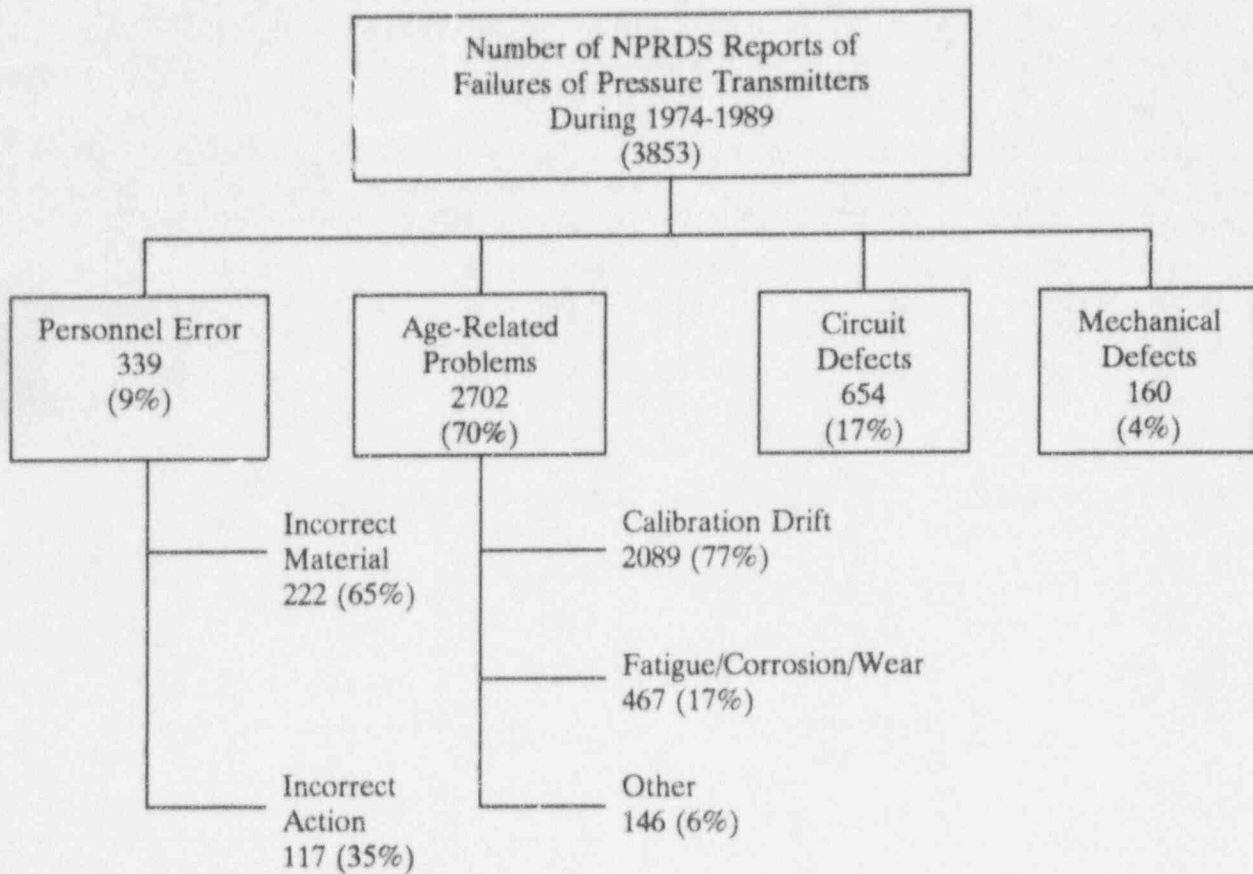 Number of NPRDS Reports of
Failures of Pressure Transmitters
During 1974-1989
(3853)
Personnel Error
339
(9%)
Age-Related
Problems
2702
(70%)
Circuit
Defects
654
(17%)
Mechanical
Defects
160
(4%)
Incorrect
Material
222 (65%)
Incorrect
Action
117 (35%)
Calibration Drift
2089 (77%)
Fatigue/Corrosion/Wear
467 (17%)
Other
146 (6%)